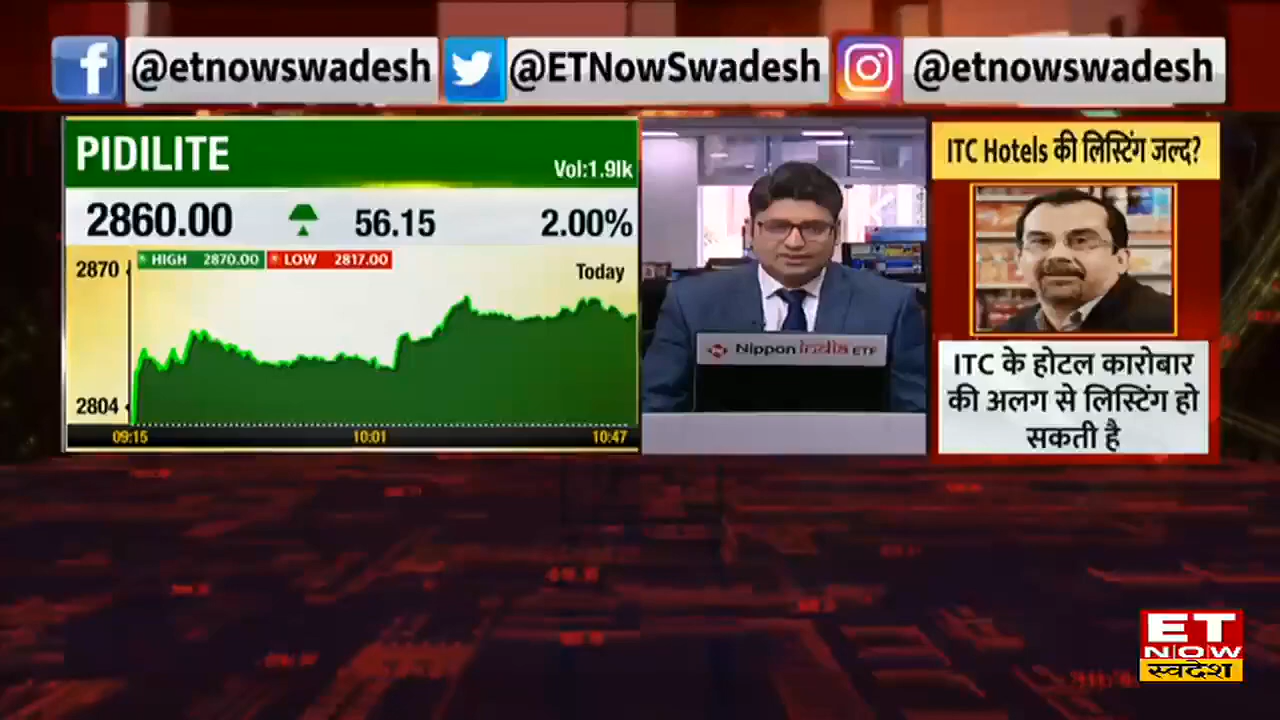 @etnowswadesh
@ETNowSwadesh
@etnowswadesh
PIDILITE
Vol:1.9lk
2860.00 56.15 2.00%
HIGH 2870.00 LOW 2817.00
Today
2870
2804
09:15 10:01 10:47
Nippon india ETF
ITC Hotels की लिस्टिंग जल्द?
ITC के होटल कारोबार
की अलग से लिस्टिंग हो
सकती है
ET
NOW
स्वदेश